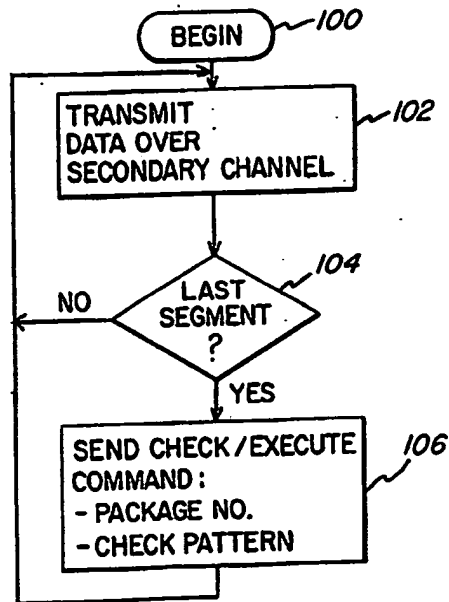 BEGIN
100
TRANSMIT
DATA OVER
SECONDARY CHANNEL
102
104
LAST
SEGMENT
?
NO
YES
SEND CHECK/EXECUTE
COMMAND:
- PACKAGE NO.
- CHECK PATTERN
106